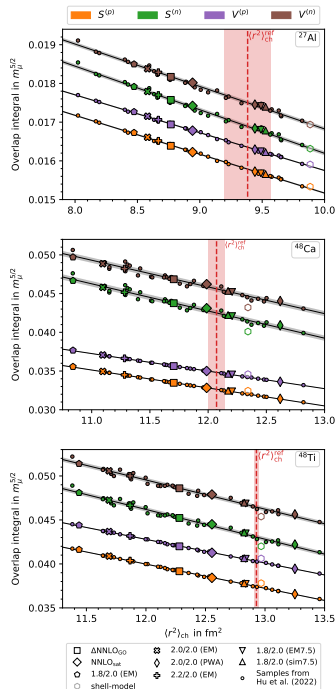 S⁽ᵖ⁾ S⁽ⁿ⁾ V⁽ᵖ⁾ V⁽ⁿ⁾
⟨r²⟩ref ch
²⁷Al
Overlap integral in m_μ^{5/2}
0.019
0.018
0.017
0.016
0.015
8.0 8.5 9.0 9.5 10.0
⟨r²⟩ref ch
⁴⁸Ca
Overlap integral in m_μ^{5/2}
0.050
0.045
0.040
0.035
0.030
11.0 11.5 12.0 12.5 13.0
⟨r²⟩ref ch
⁴⁸Ti
Overlap integral in m_μ^{5/2}
0.050
0.045
0.040
0.035
11.5 12.0 12.5 13.0 13.5
⟨r²⟩ch in fm²
ΔNNLO_GO 2.0/2.0 (EM) 1.8/2.0 (EM7.5)
NNLO_sat 2.0/2.0 (PWA) 1.8/2.0 (sim7.5)
1.8/2.0 (EM) 2.2/2.0 (EM) Samples from
shell-model Hu et al. (2022)